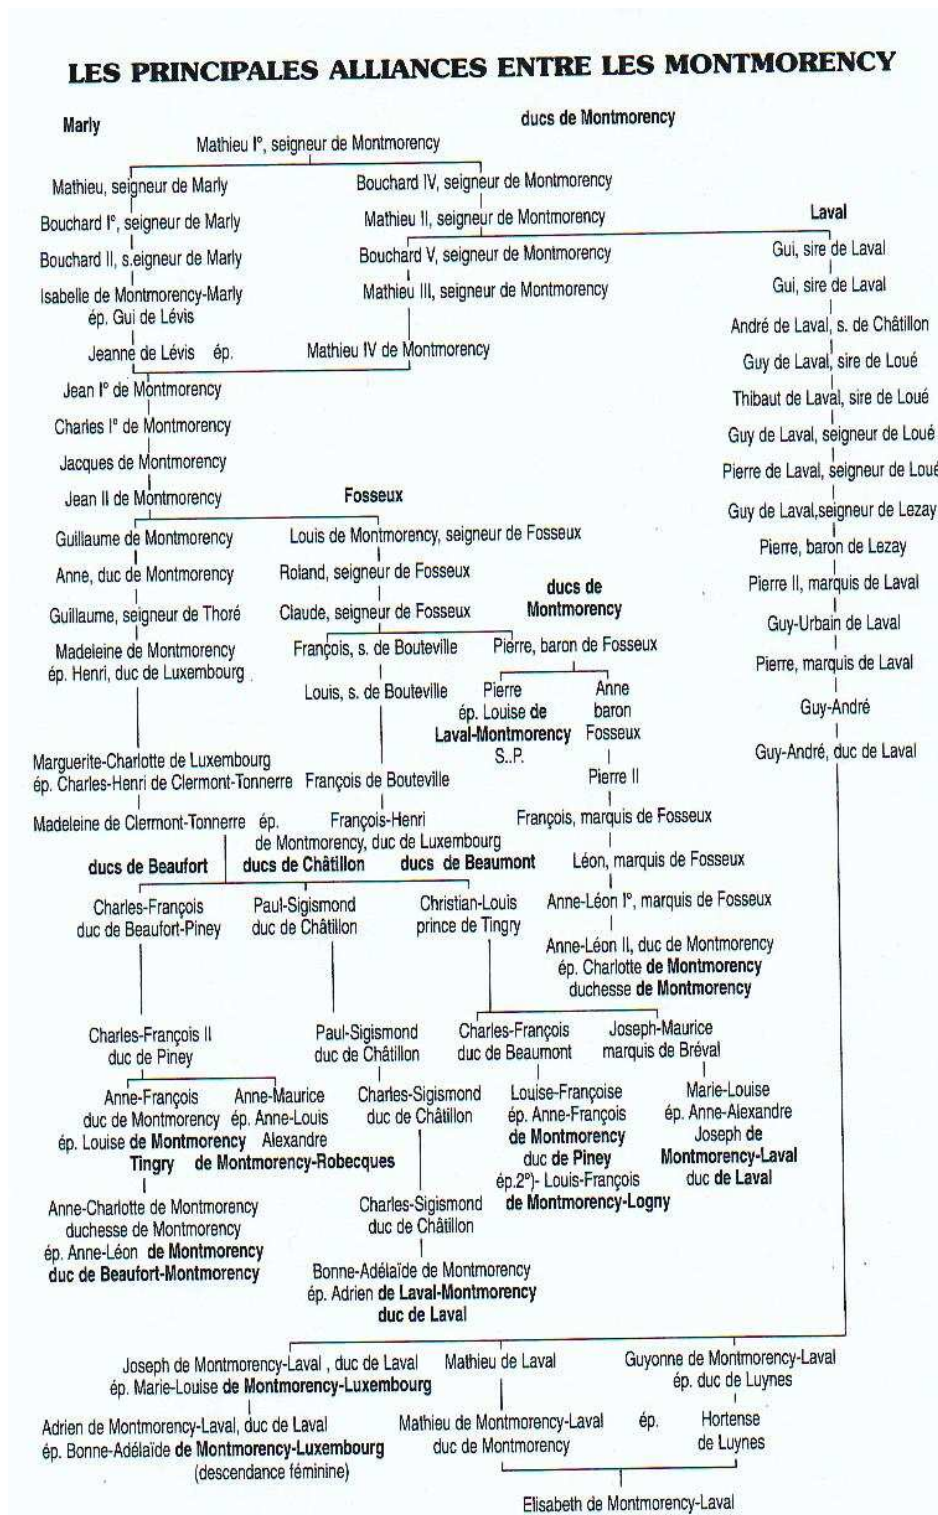 LES PRINCIPALES ALLIANCES ENTRE LES MONTMORENCY
Marly
ducs de Montmorency
Mathieu I°, seigneur de Montmorency
Mathieu, seigneur de Marly
Bouchard IV, seigneur de Montmorency
Bouchard I°, seigneur de Marly
Mathieu II, seigneur de Montmorency
Laval
Bouchard II, s.eigneur de Marly
Bouchard V, seigneur de Montmorency
Gui, sire de Laval
Isabelle de Montmorency-Marly
ép. Gui de Lévis
Mathieu III, seigneur de Montmorency
Gui, sire de Laval
Jeanne de Lévis ép.
Mathieu IV de Montmorency
André de Laval, s. de Châtillon
Guy de Laval, sire de Loué
Jean I° de Montmorency
Thibaut de Laval, sire de Loué
Charles I° de Montmorency
Guy de Laval, seigneur de Loué
Jacques de Montmorency
Pierre de Laval, seigneur de Loué
Jean II de Montmorency
Fosseux
Guy de Laval,seigneur de Lezay
Guillaume de Montmorency
Louis de Montmorency, seigneur de Fosseux
Pierre, baron de Lezay
Anne, duc de Montmorency
Roland, seigneur de Fosseux
Pierre II, marquis de Laval
Guillaume, seigneur de Thoré
Claude, seigneur de Fosseux
ducs de
Montmorency
Guy-Urbain de Laval
Madeleine de Montmorency
ép. Henri, duc de Luxembourg
François, s. de Bouteville
Pierre, baron de Fosseux
Pierre, marquis de Laval
Louis, s. de Bouteville
Pierre
ép. Louise de
Laval-Montmorency
S..P.
Anne
baron
Fosseux
Guy-André
Guy-André, duc de Laval
Marguerite-Charlotte de Luxembourg
ép. Charles-Henri de Clermont-Tonnerre
François de Bouteville
Pierre II
Madeleine de Clermont-Tonnerre ép.
François-Henri
de Montmorency, duc de Luxembourg
François, marquis de Fosseux
ducs de Beaufort
ducs de Châtillon
ducs de Beaumont
Léon, marquis de Fosseux
Charles-François
duc de Beaufort-Piney
Paul-Sigismond
duc de Châtillon
Christian-Louis
prince de Tingry
Anne-Léon I°, marquis de Fosseux
Anne-Léon II, duc de Montmorency
ép. Charlotte de Montmorency
duchesse de Montmorency
Charles-François II
duc de Piney
Paul-Sigismond
duc de Châtillon
Charles-François
duc de Beaumont
Joseph-Maurice
marquis de Bréval
Anne-François
duc de Montmorency
ép. Louise de Montmorency
Tingry
Anne-Maurice
ép. Anne-Louis
Alexandre
de Montmorency-Robecques
Charles-Sigismond
duc de Châtillon
Louise-Françoise
ép. Anne-François
de Montmorency
duc de Piney
ép.2°)- Louis-François
de Montmorency-Logny
Marie-Louise
ép. Anne-Alexandre
Joseph de
Montmorency-Laval
duc de Laval
Anne-Charlotte de Montmorency
duchesse de Montmorency
ép. Anne-Léon de Montmorency
duc de Beaufort-Montmorency
Charles-Sigismond
duc de Châtillon
Bonne-Adélaïde de Montmorency
ép. Adrien de Laval-Montmorency
duc de Laval
Joseph de Montmorency-Laval , duc de Laval
ép. Marie-Louise de Montmorency-Luxembourg
Mathieu de Laval
Guyonne de Montmorency-Laval
ép. duc de Luynes
Adrien de Montmorency-Laval, duc de Laval
ép. Bonne-Adélaïde de Montmorency-Luxembourg
(descendance féminine)
Mathieu de Montmorency-Laval
duc de Montmorency
ép.
Hortense
de Luynes
Elisabeth de Montmorency-Laval